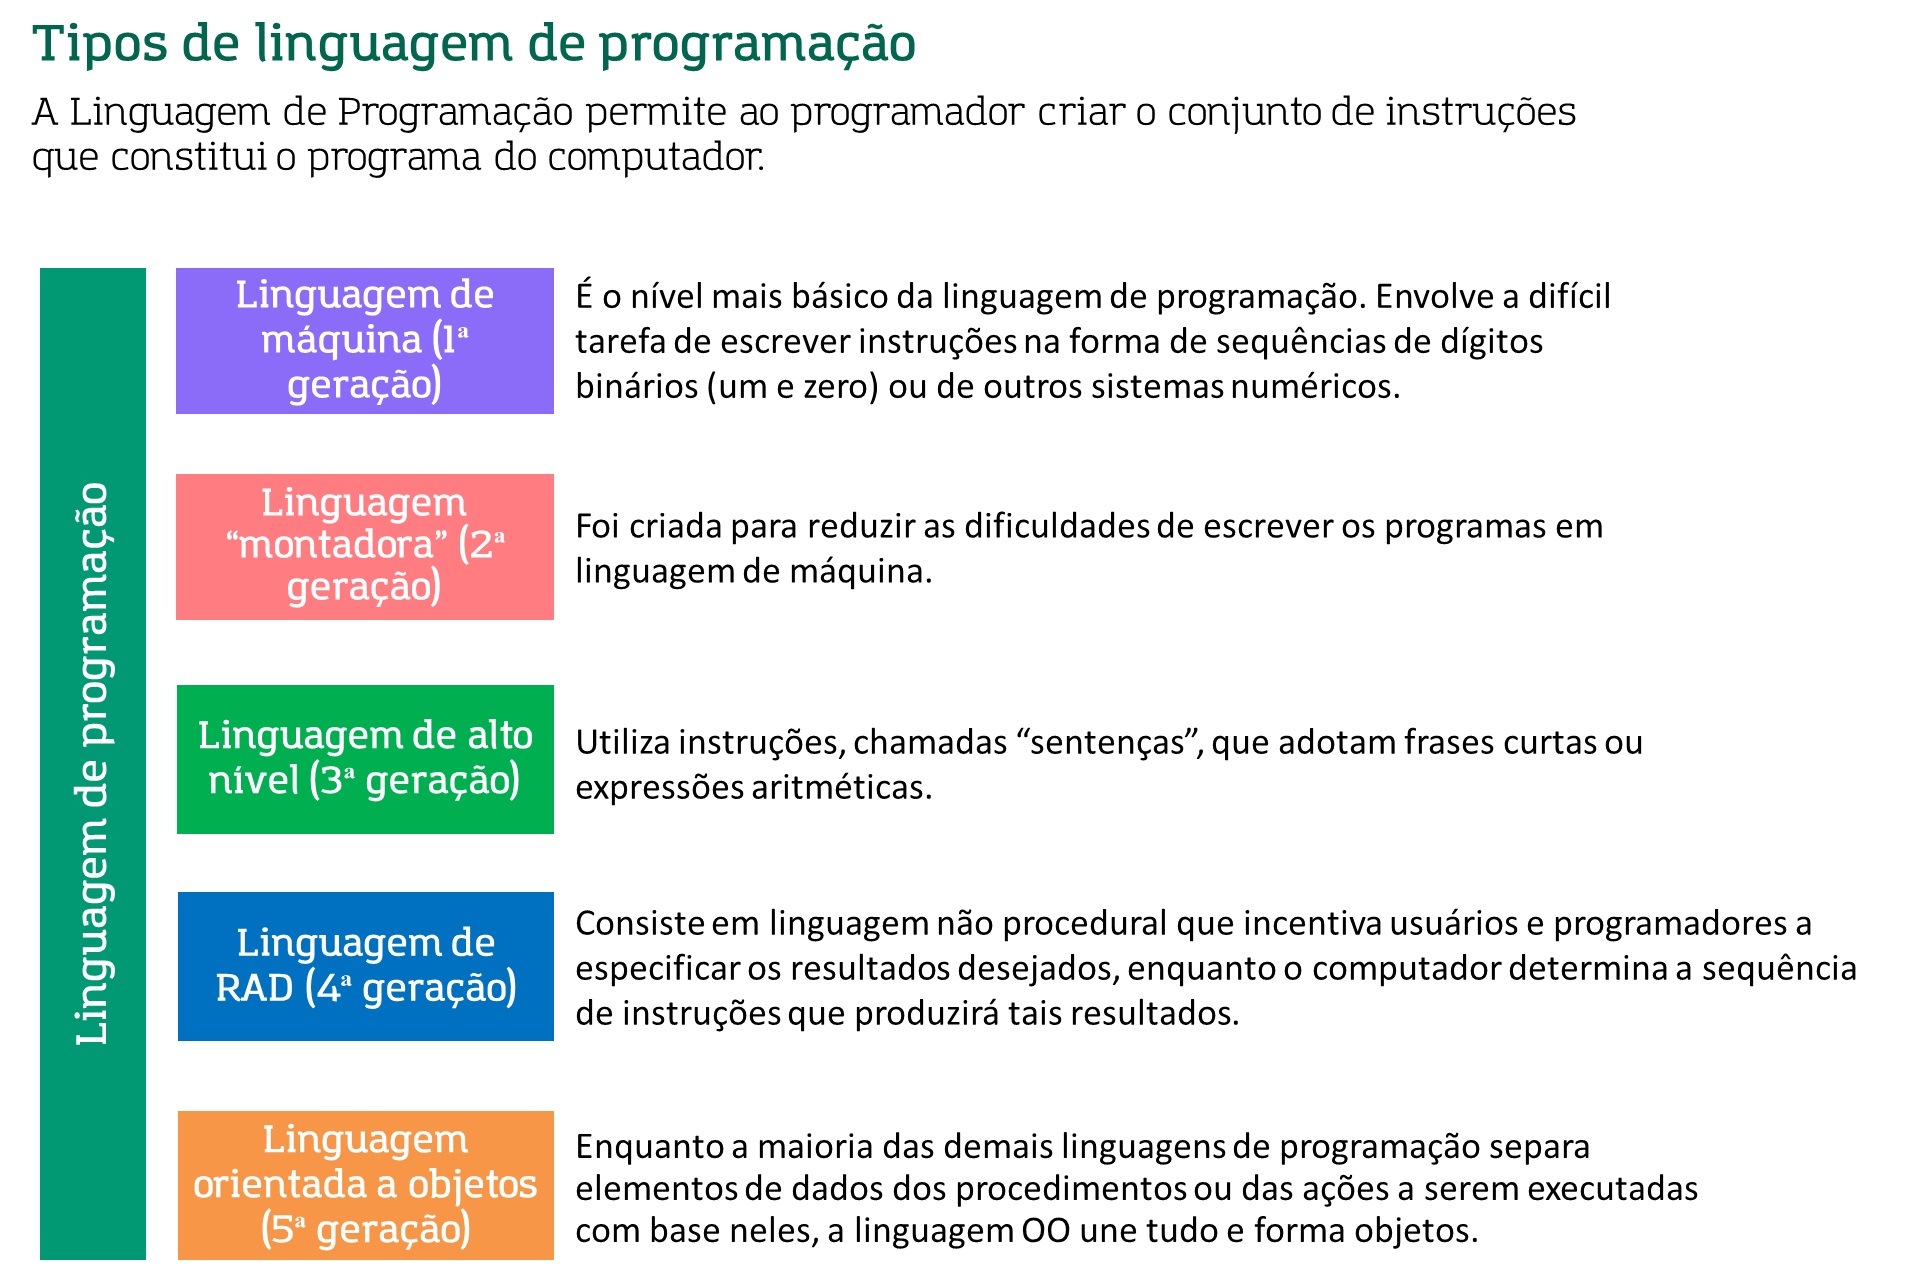 Tipos de linguagem de programação
A Linguagem de Programação permite ao programador criar o conjunto de instruções
que constitui o programa do computador.
Linguagem de programação
Linguagem de
máquina (1ª
geração)
É o nível mais básico da linguagem de programação. Envolve a difícil
tarefa de escrever instruções na forma de sequências de dígitos
binários (um e zero) ou de outros sistemas numéricos.
Linguagem
“montadora” (2ª
geração)
Foi criada para reduzir as dificuldades de escrever os programas em
linguagem de máquina.
Linguagem de alto
nível (3ª geração)
Utiliza instruções, chamadas “sentenças”, que adotam frases curtas ou
expressões aritméticas.
Linguagem de
RAD (4ª geração)
Consiste em linguagem não procedural que incentiva usuários e programadores a
especificar os resultados desejados, enquanto o computador determina a sequência
de instruções que produzirá tais resultados.
Linguagem
orientada a objetos
(5ª geração)
Enquanto a maioria das demais linguagens de programação separa
elementos de dados dos procedimentos ou das ações a serem executadas
com base neles, a linguagem OO une tudo e forma objetos.